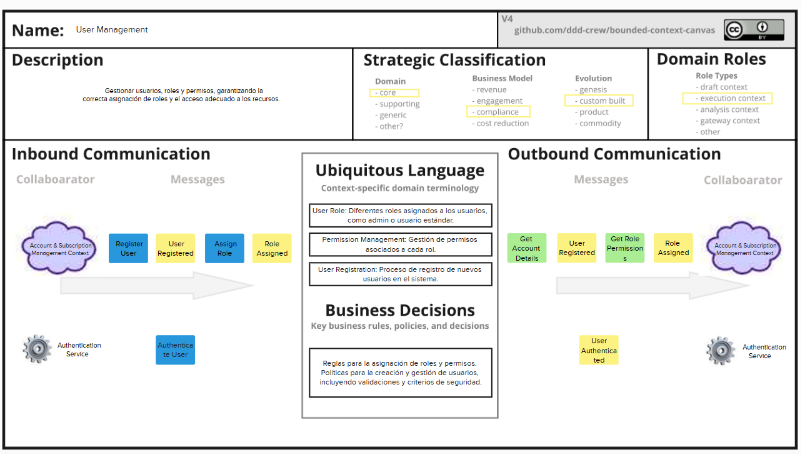 Name: User Management
V4
github.com/ddd-crew/bounded-context-canvas
cc
BY
Description
Gestionar usuarios, roles y permisos, garantizando la
correcta asignación de roles y el acceso adecuado a los recursos.
Strategic Classification
Domain
- core
- supporting
- generic
- other?
Business Model
- revenue
- engagement
- compliance
- cost reduction
Evolution
- genesis
- custom built
- product
- commodity
Domain Roles
Role Types
- draft context
- execution context
- analysis context
- gateway context
- other
Inbound Communication
Collaboarator
Messages
Account & Subscription
Management Context
Register
User
User
Registered
Assign
Role
Role
Assigned
Authentication
Service
Authentica
te User
Ubiquitous Language
Context-specific domain terminology
User Role: Diferentes roles asignados a los usuarios,
como admin o usuario estándar.
Permission Management: Gestión de permisos
asociados a cada rol.
User Registration: Proceso de registro de nuevos
usuarios en el sistema.
Business Decisions
Key business rules, policies, and decisions
Reglas para la asignación de roles y permisos.
Políticas para la creación y gestión de usuarios,
incluyendo validaciones y criterios de seguridad.
Outbound Communication
Messages
Collaboarator
Get
Account
Details
User
Registered
Get Role
Permission
s
Role
Assigned
Account & Subscription
Management Context
User
Authentica
ted
Authentication
Service